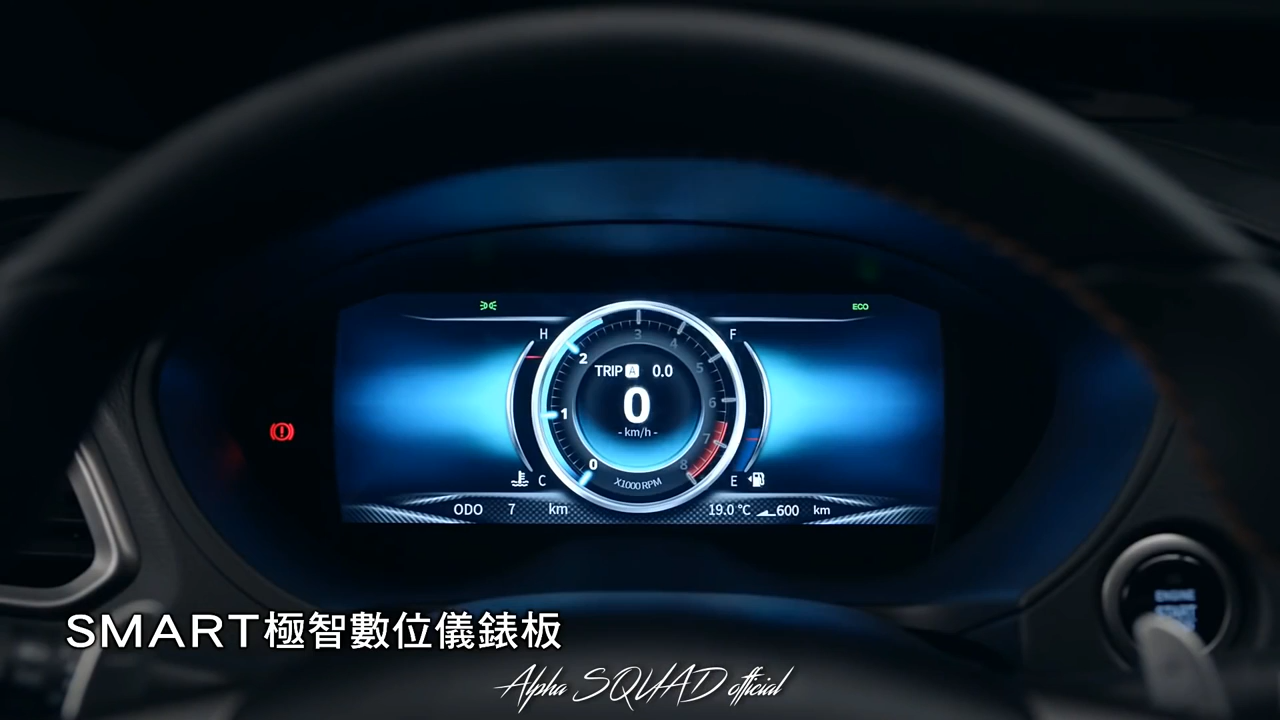 ECO
H
F
3
4
2
5
TRIP A 0.0
0
1
6
- km/h -
7
0
8
C
X1000 RPM
E
ODO 7 km
19.0 °C 600 km
ENGINE
START
SMART極智數位儀錶板
Alpha SQUAD official